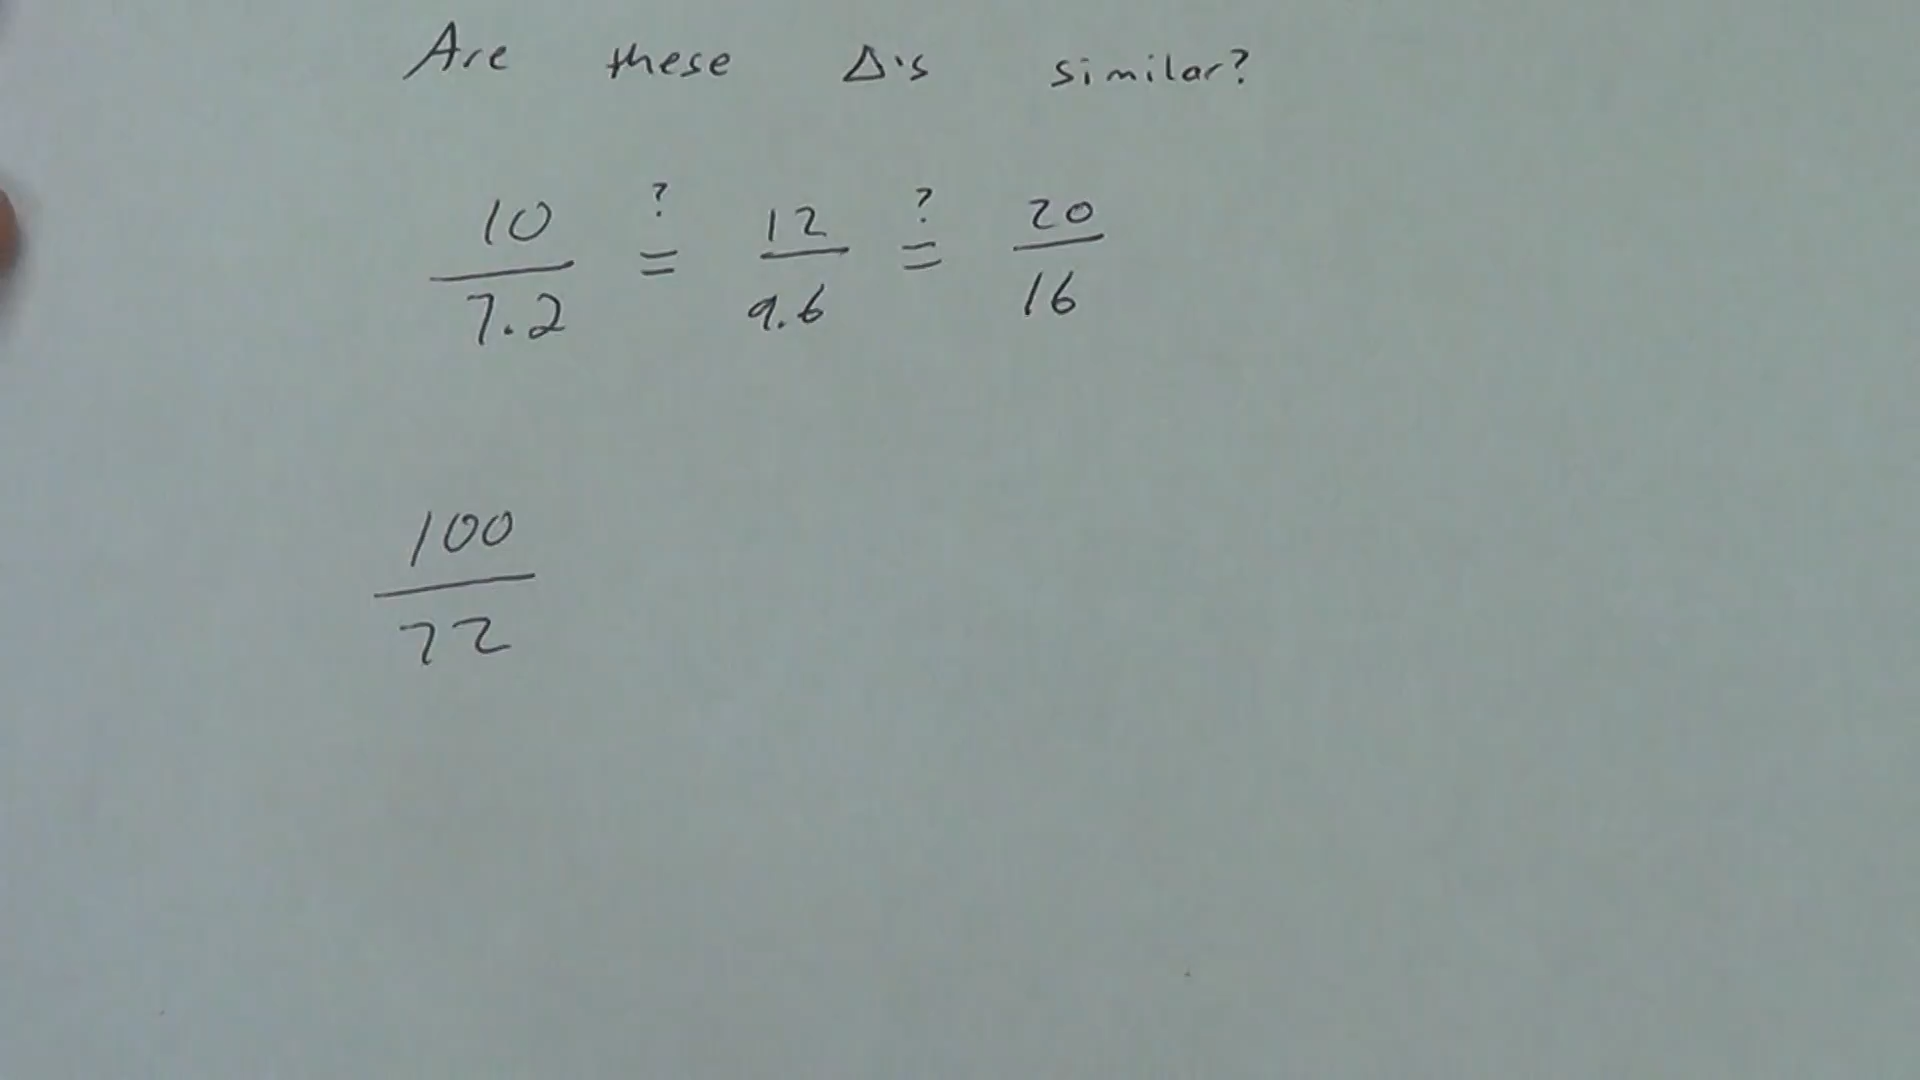 Are these Δ's similar?
10/7.2 =? 12/9.6 =? 20/16
100/72